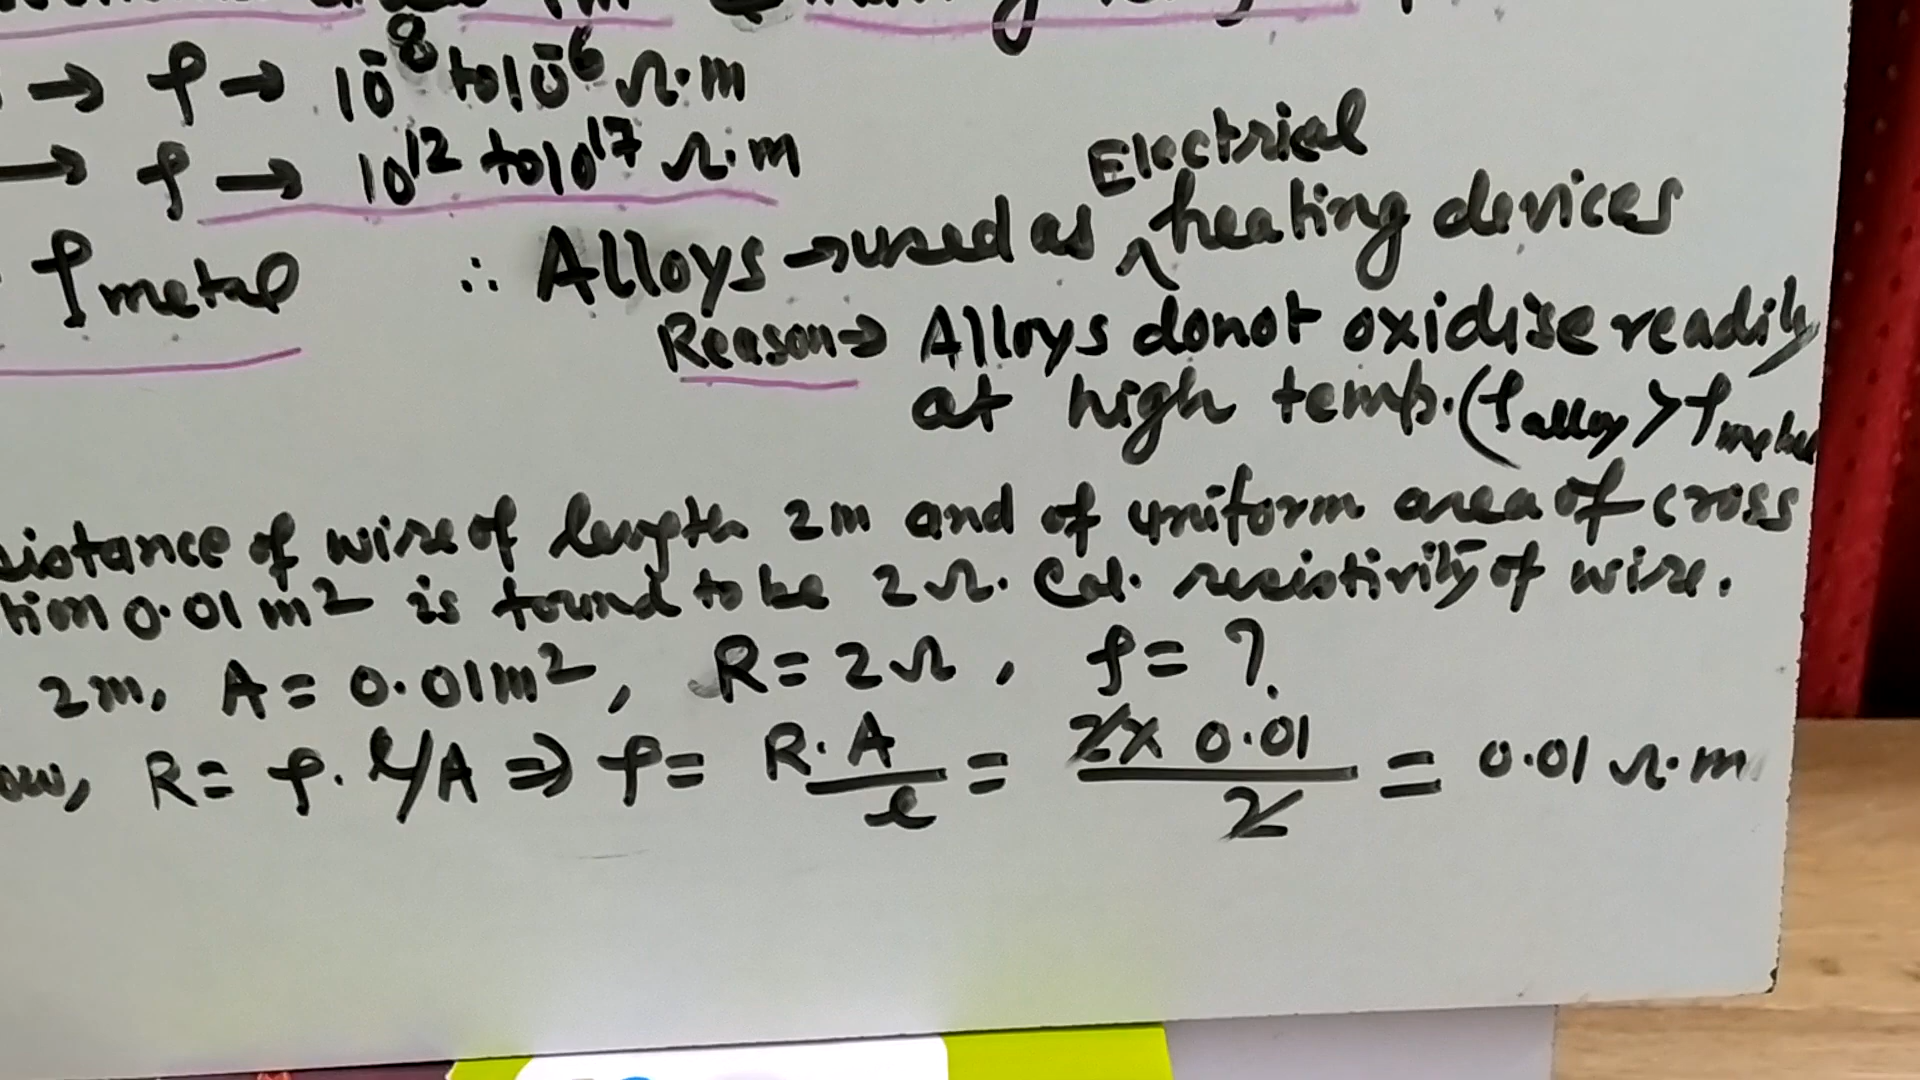 → ρ → 10⁻⁸ to 10⁻⁶ Ω·m
→ ρ → 10¹² to 10¹⁷ Ω·m
Electrical
ρmetal ∴ Alloys → used as ^ heating devices
Reason → Alloys donot oxidise readily
at high temp. (ρalloy > ρmetal
sistance of wire of length 2m and of uniform area of cross
tion 0.01 m² is found to be 2Ω. Cal. resistivity of wire.
2m, A = 0.01m², R = 2Ω, ρ = ?
ow, R = ρ. l/A ⇒ ρ = R.A/l = 2x 0.01/2 = 0.01 Ω·m